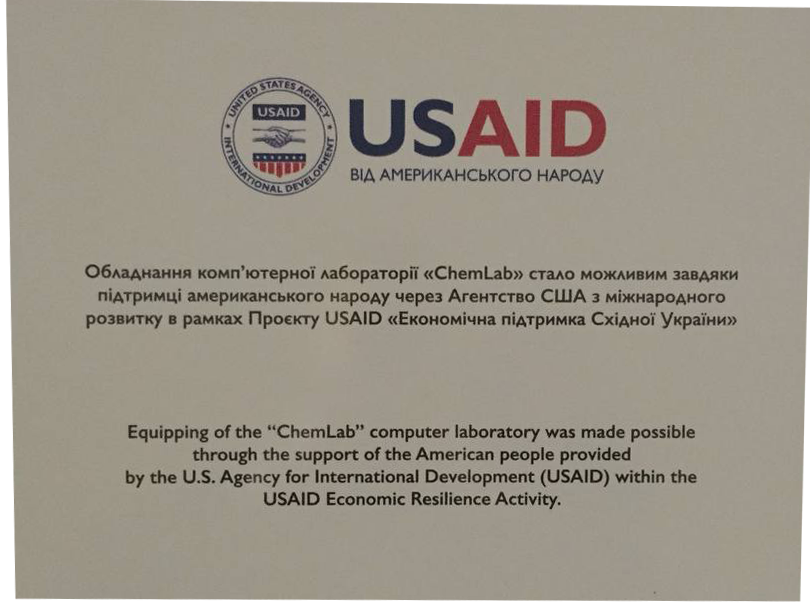 UNITED STATES AGENCY
USAID
INTERNATIONAL DEVELOPMENT
USAID
ВІД АМЕРИКАНСЬКОГО НАРОДУ
Обладнання комп’ютерної лабораторії «ChemLab» стало можливим завдяки
підтримці американського народу через Агентство США з міжнародного
розвитку в рамках Проєкту USAID «Економічна підтримка Східної України»
Equipping of the “ChemLab” computer laboratory was made possible
through the support of the American people provided
by the U.S. Agency for International Development (USAID) within the
USAID Economic Resilience Activity.